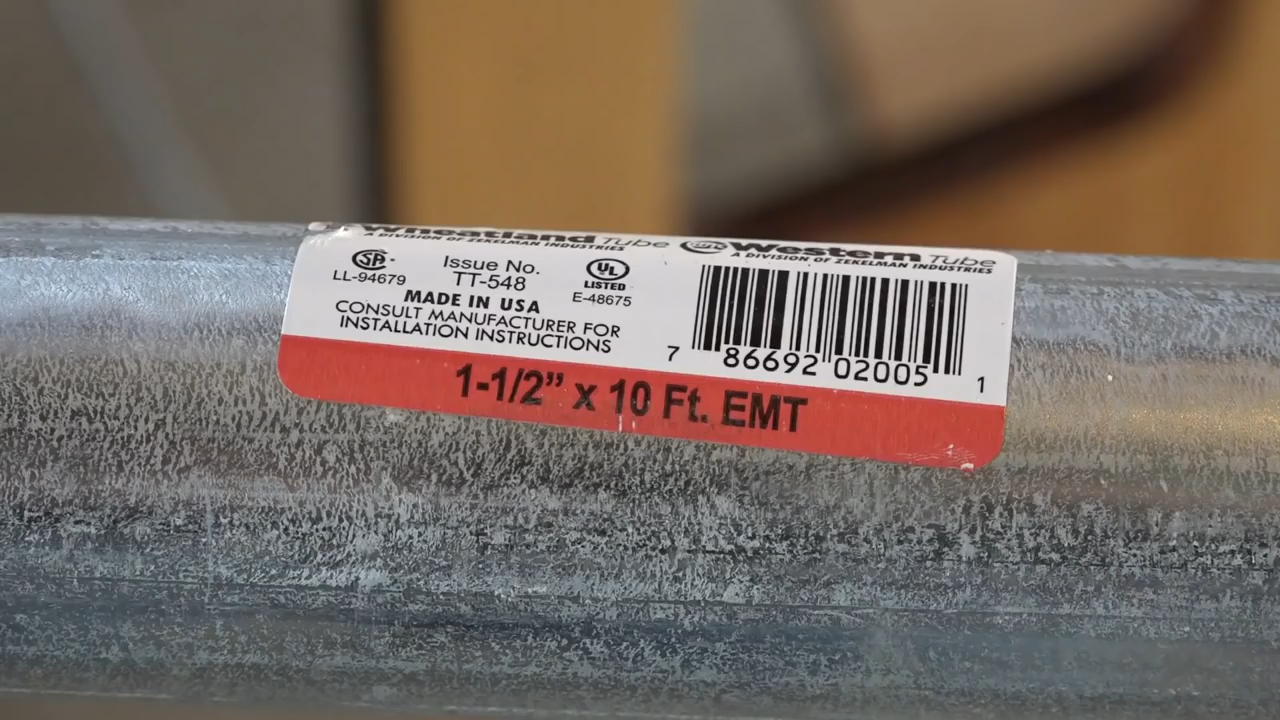 Wheatland Tube
A DIVISION OF ZEKELMAN INDUSTRIES
Western Tube
A DIVISION OF ZEKELMAN INDUSTRIES
SA
LL-94679
Issue No.
TT-548
UL
LISTED
E-48675
MADE IN USA
CONSULT MANUFACTURER FOR
INSTALLATION INSTRUCTIONS
7 86692 02005 1
1-1/2” x 10 Ft. EMT